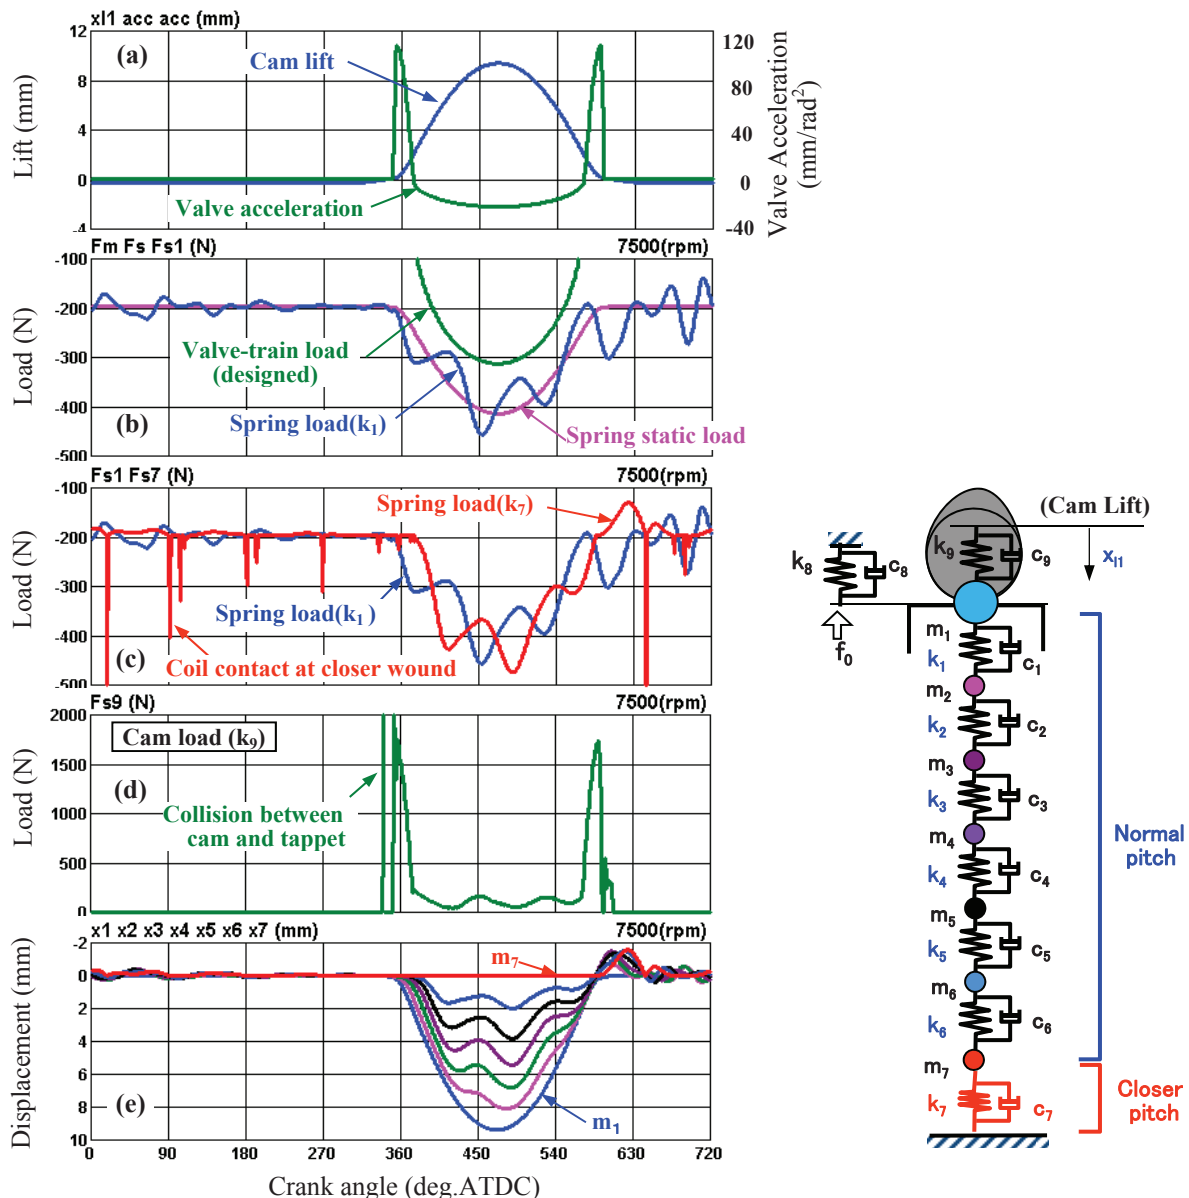 xl1 acc acc (mm)
12
8
4
0
-4
Lift (mm)
(a)
Cam lift
Valve acceleration
120
80
40
0
-40
Valve Acceleration
(mm/rad²)
Fm Fs Fs1 (N)
7500(rpm)
-100
-200
-300
-400
-500
Load (N)
Valve-train load
(designed)
(b)
Spring load(k₁)
Spring static load
Fs1 Fs7 (N)
7500(rpm)
-100
-200
-300
-400
-500
Load (N)
Spring load(k₇)
Spring load(k₁)
(c)
Coil contact at closer wound
Fs9 (N)
7500(rpm)
2000
1500
1000
500
0
Load (N)
Cam load (k₉)
(d)
Collision between
cam and tappet
x1 x2 x3 x4 x5 x6 x7 (mm)
7500(rpm)
-2
0
2
4
6
8
10
Displacement (mm)
m₇
(e)
m₁
0 90 180 270 360 450 540 630 720
Crank angle (deg.ATDC)
(Cam Lift)
k₉ c₉
xₗ₁
k₈ c₈
f₀
m₁
k₁ c₁
m₂
k₂ c₂
m₃
k₃ c₃
m₄
k₄ c₄
m₅
k₅ c₅
m₆
k₆ c₆
m₇
k₇ c₇
Normal
pitch
Closer
pitch